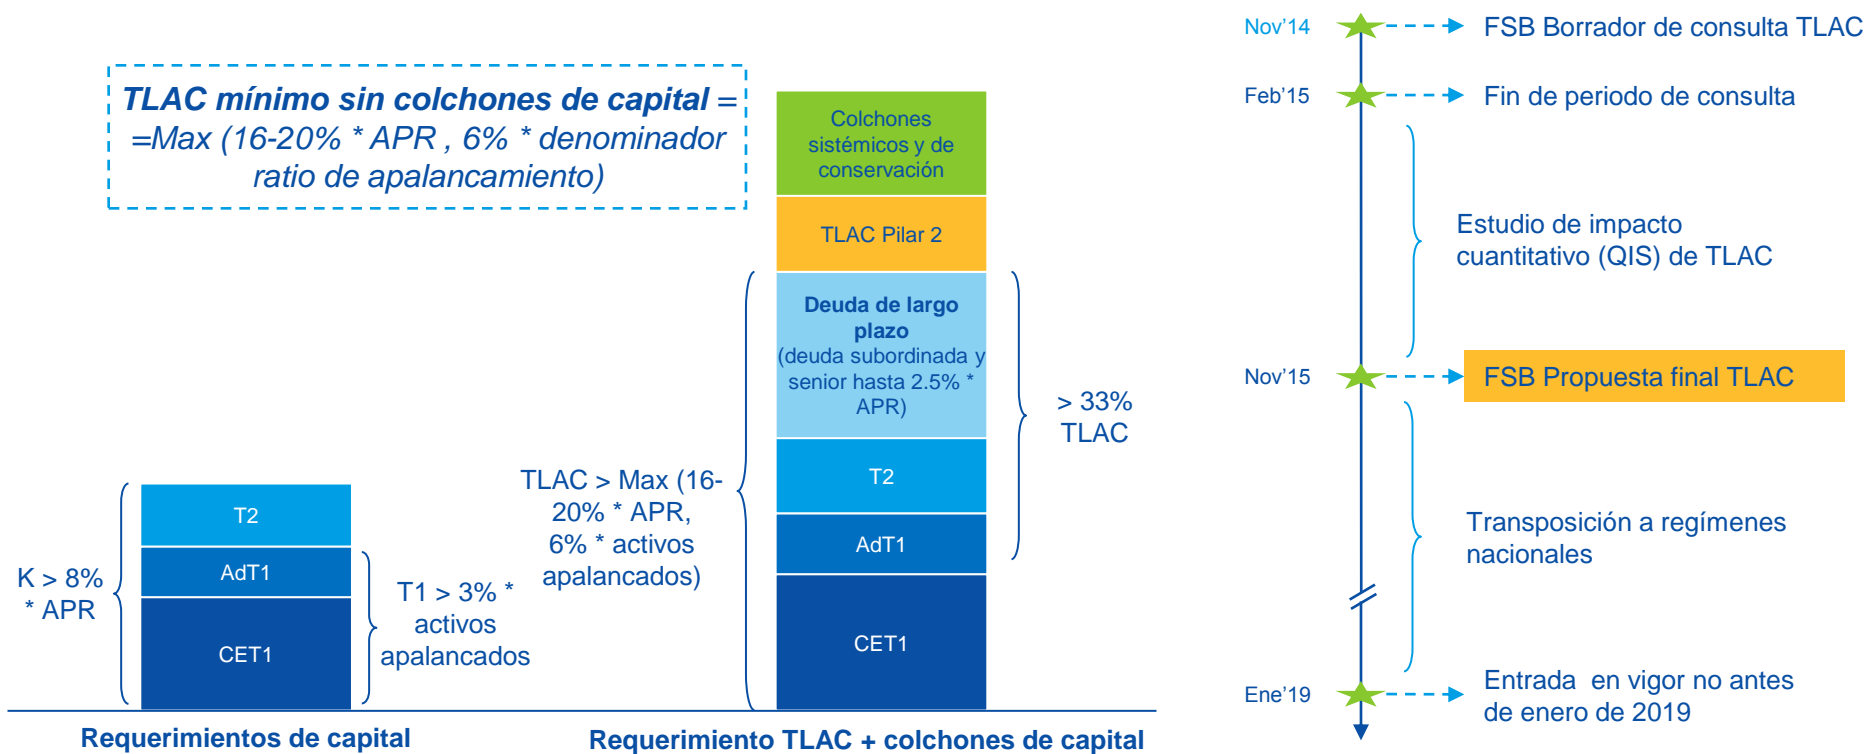 TLAC mínimo sin colchones de capital =
=Max (16-20% * APR , 6% * denominador
ratio de apalancamiento)
K > 8%
* APR
T2
AdT1
CET1
T1 > 3% *
activos
apalancados
Requerimientos de capital
TLAC > Max (16-
20% * APR,
6% * activos
apalancados)
Colchones
sistémicos y de
conservación
TLAC Pilar 2
Deuda de largo
plazo
(deuda subordinada y
senior hasta 2.5% *
APR)
T2
AdT1
CET1
> 33%
TLAC
Requerimiento TLAC + colchones de capital
Nov'14
FSB Borrador de consulta TLAC
Feb'15
Fin de periodo de consulta
Estudio de impacto
cuantitativo (QIS) de TLAC
Nov'15
FSB Propuesta final TLAC
Transposición a regímenes
nacionales
Ene'19
Entrada en vigor no antes
de enero de 2019